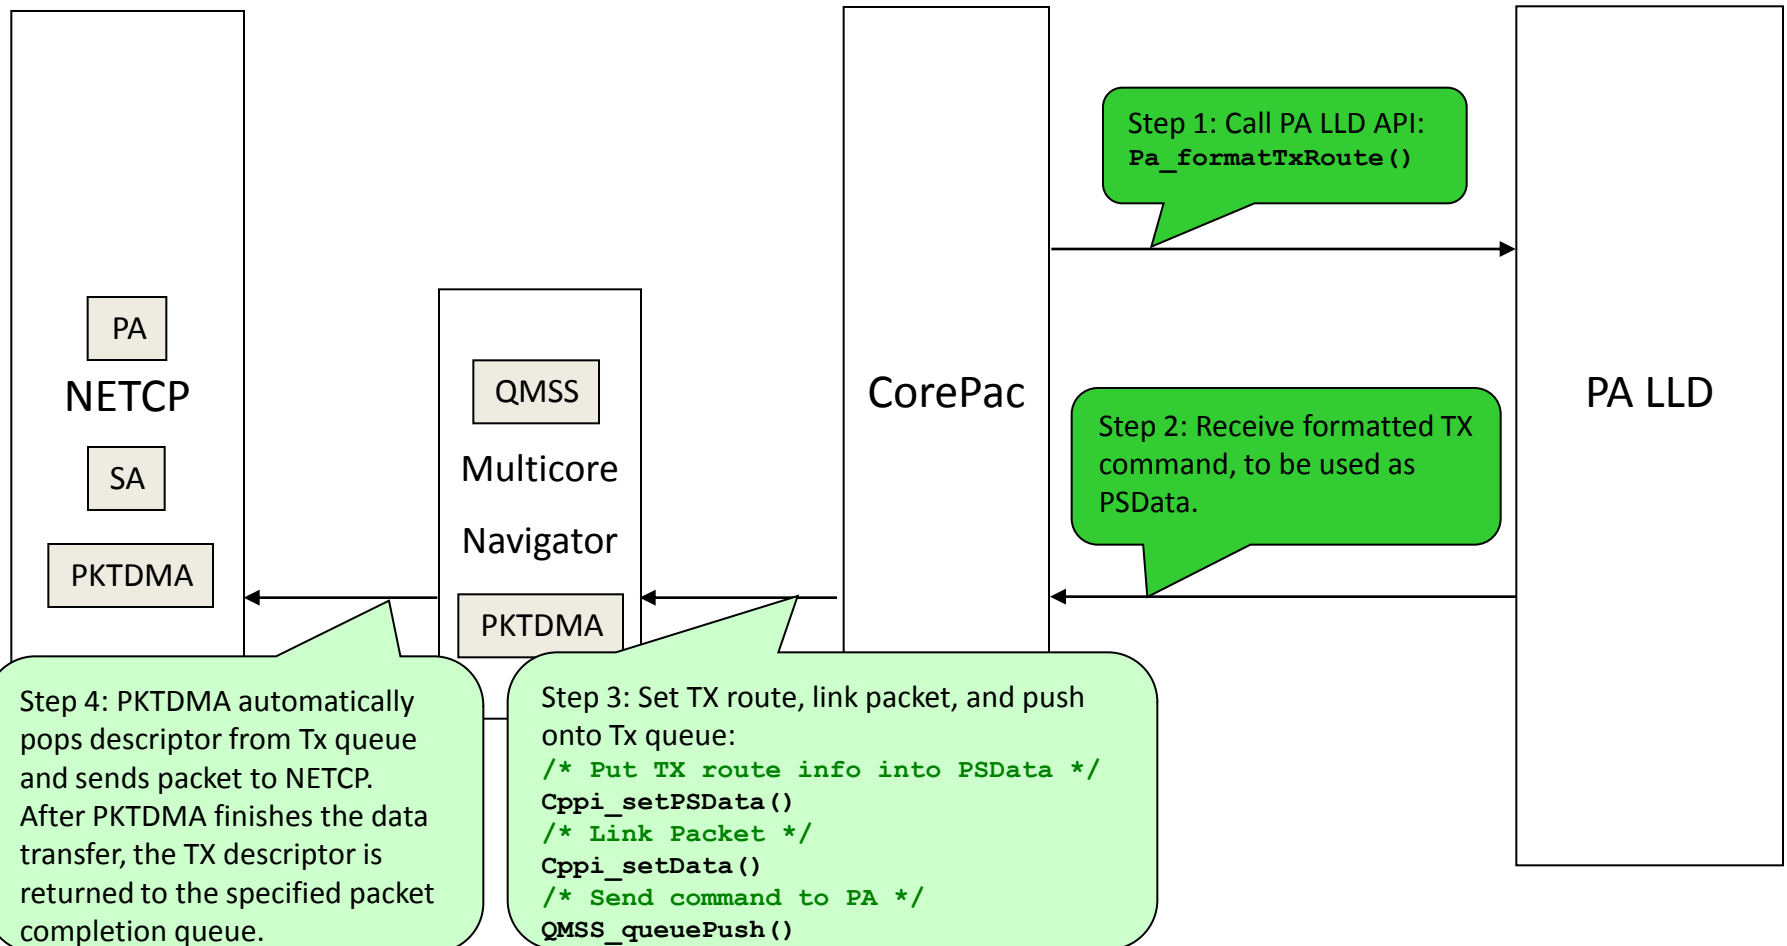 PA
NETCP
SA
PKTDMA
QMSS
Multicore
Navigator
PKTDMA
CorePac
PA LLD
Step 1: Call PA LLD API:
Pa_formatTxRoute()
Step 2: Receive formatted TX
command, to be used as
PSData.
Step 3: Set TX route, link packet, and push
onto Tx queue:
/* Put TX route info into PSData */
Cppi_setPSData()
/* Link Packet */
Cppi_setData()
/* Send command to PA */
QMSS_queuePush()
Step 4: PKTDMA automatically
pops descriptor from Tx queue
and sends packet to NETCP.
After PKTDMA finishes the data
transfer, the TX descriptor is
returned to the specified packet
completion queue.